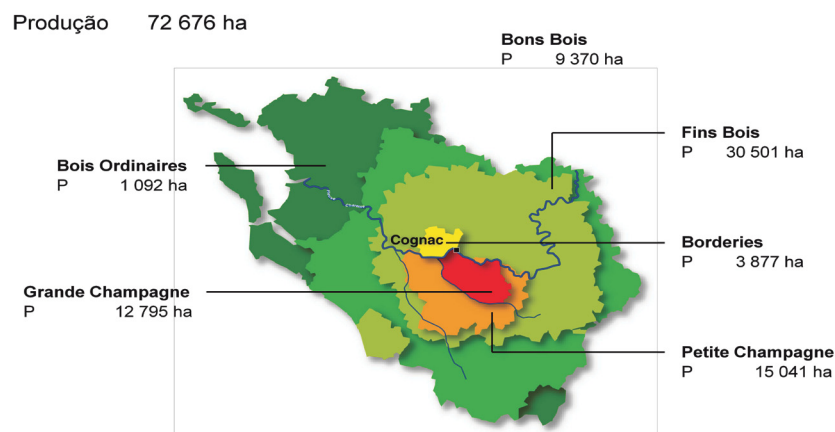 Produção 72 676 ha
Bons Bois
P 9 370 ha
Fins Bois
P 30 501 ha
Bois Ordinaires
P 1 092 ha
Cognac
Borderies
P 3 877 ha
Grande Champagne
P 12 795 ha
Petite Champagne
P 15 041 ha